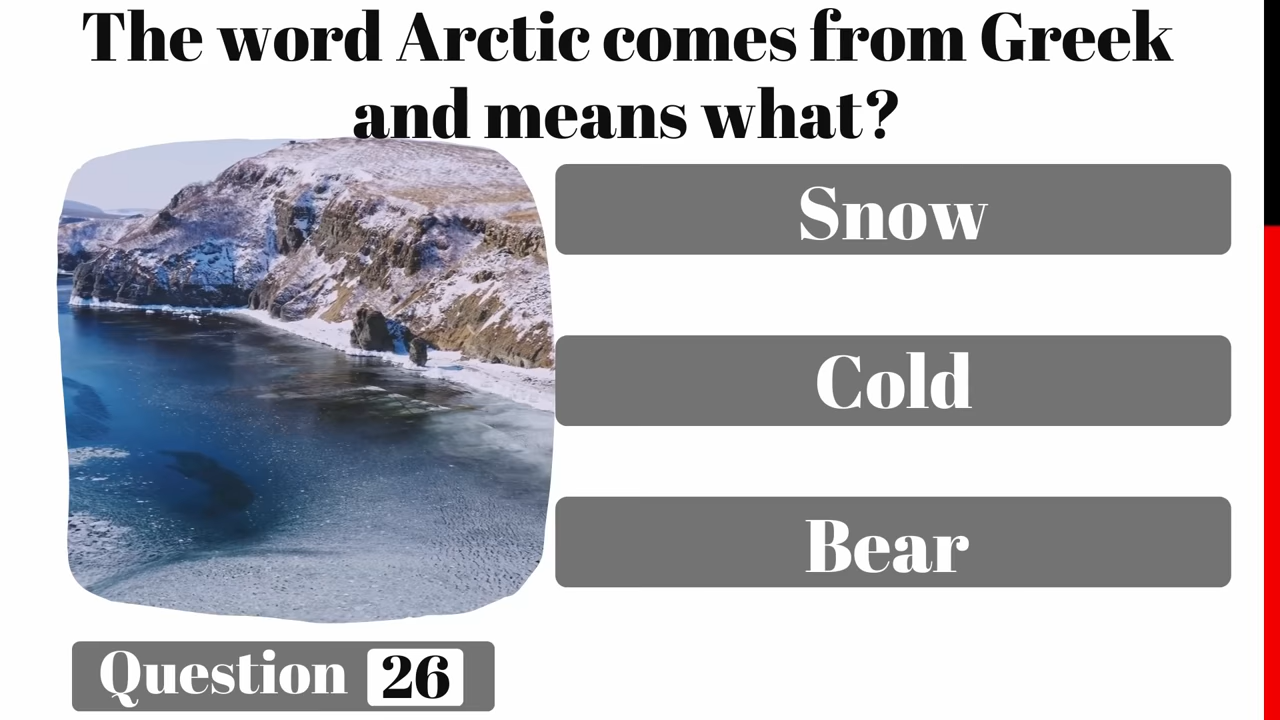 The word Arctic comes from Greek
and means what?
Snow
Cold
Bear
Question 26